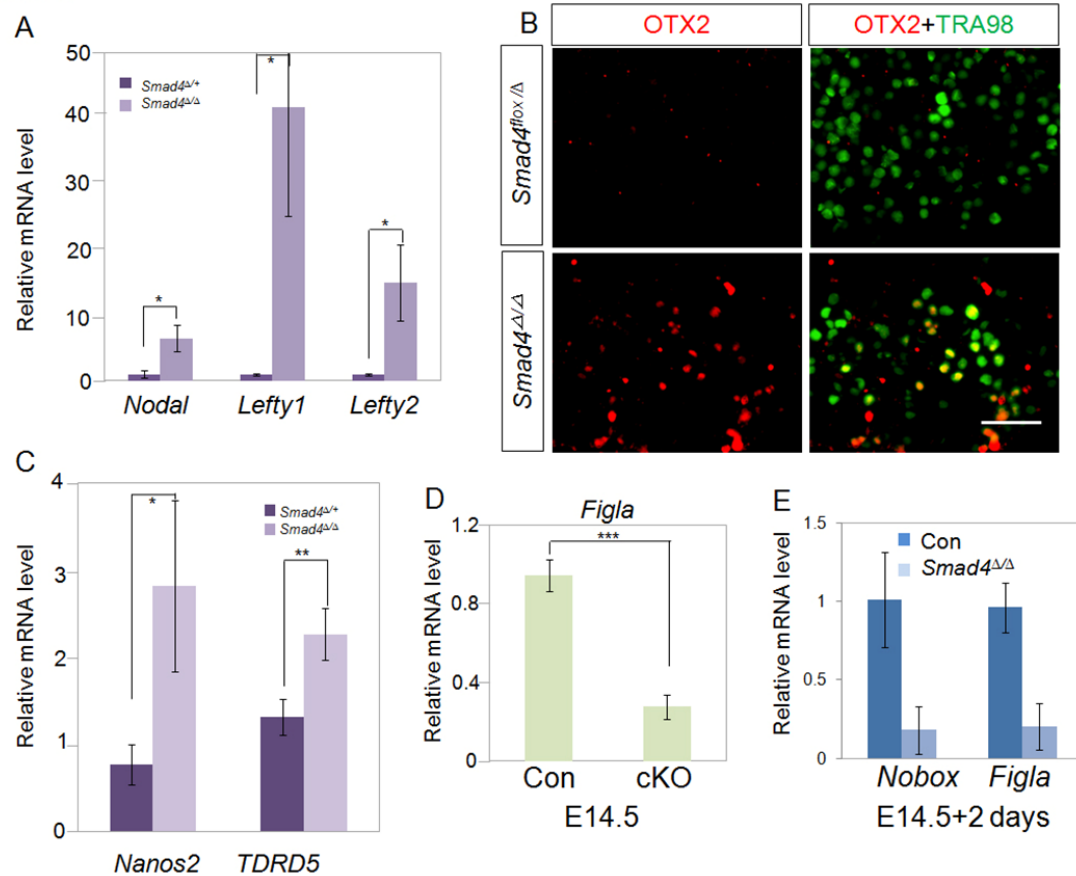 A
Relative mRNA level
50
40
30
20
10
0
Smad4Δ/+
Smad4Δ/Δ
*
*
*
Nodal Lefty1 Lefty2
B
OTX2
OTX2+TRA98
Smad4flox/Δ
Smad4Δ/Δ
C
Relative mRNA level
4
3
2
1
0
Smad4Δ/+
Smad4Δ/Δ
*
**
Nanos2 TDRD5
D
Figla
Relative mRNA level
1.2
0.8
0.4
0
***
Con cKO
E14.5
E
Relative mRNA level
1.5
1
0.5
0
Con
Smad4Δ/Δ
Nobox Figla
E14.5+2 days